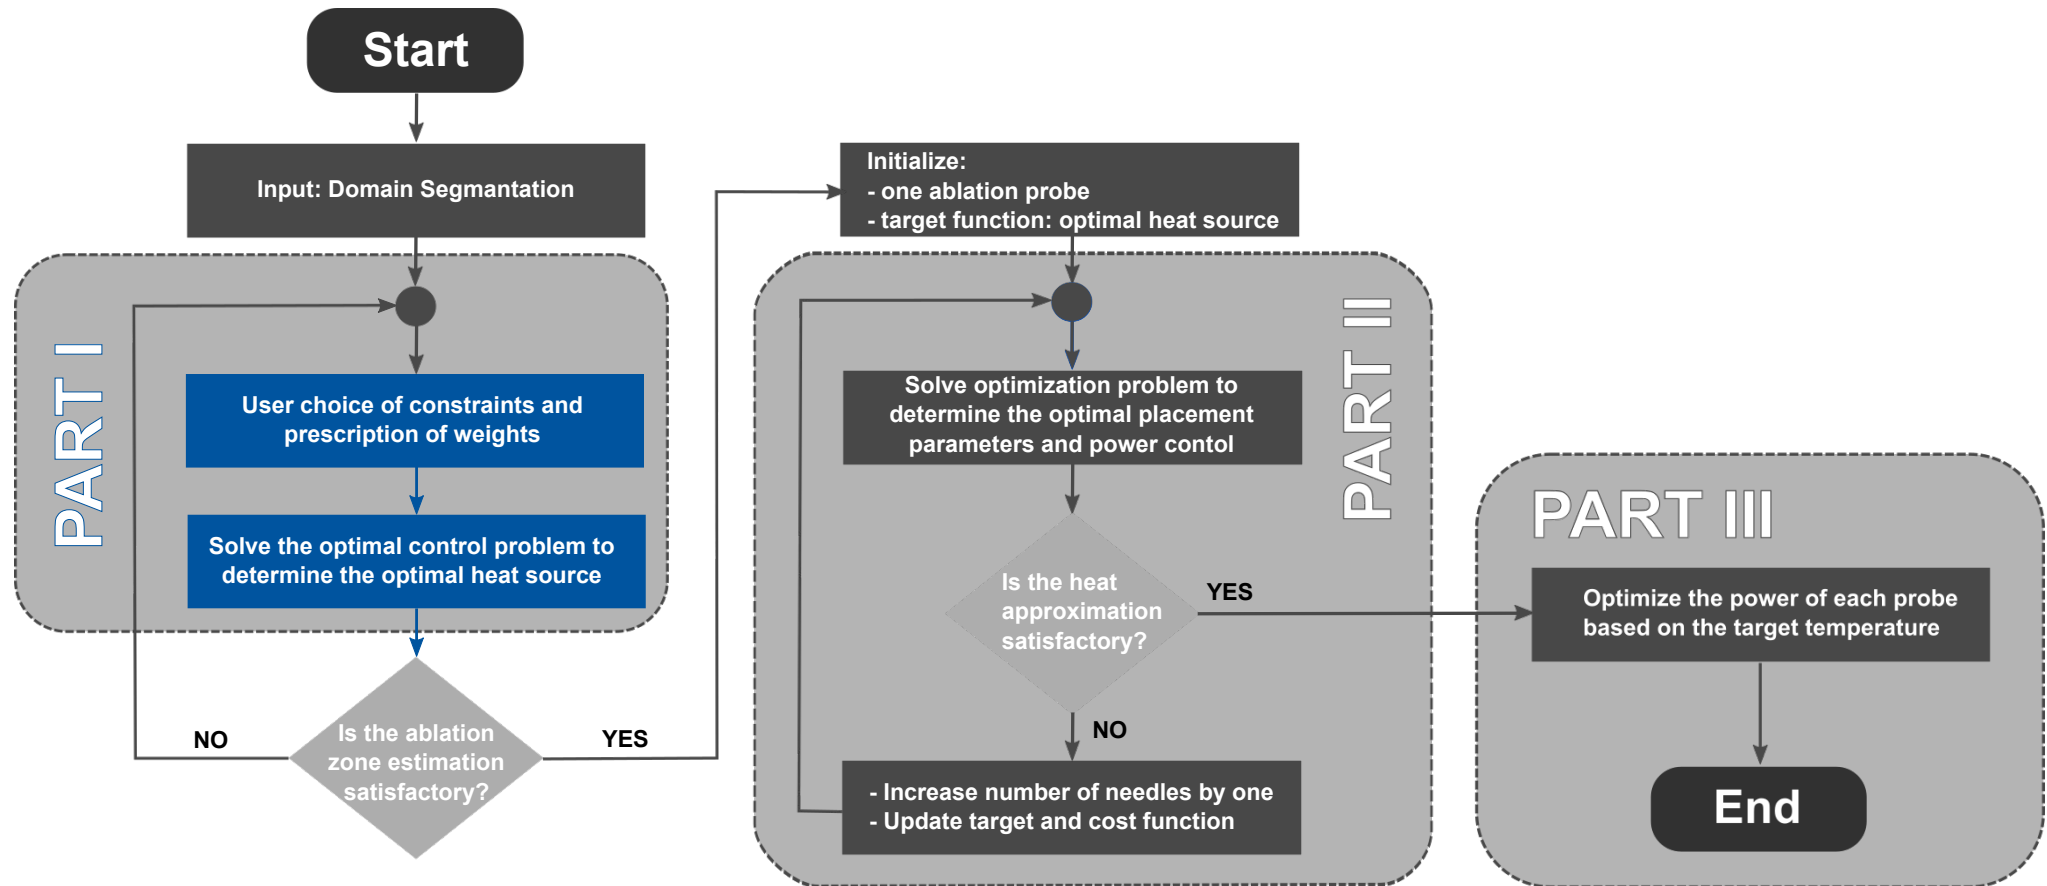 Start
Input: Domain Segmantation
PART I
User choice of constraints and
prescription of weights
Solve the optimal control problem to
determine the optimal heat source
Is the ablation
zone estimation
satisfactory?
NO
YES
Initialize:
- one ablation probe
- target function: optimal heat source
PART II
Solve optimization problem to
determine the optimal placement
parameters and power contol
Is the heat
approximation
satisfactory?
YES
NO
- Increase number of needles by one
- Update target and cost function
PART III
Optimize the power of each probe
based on the target temperature
End